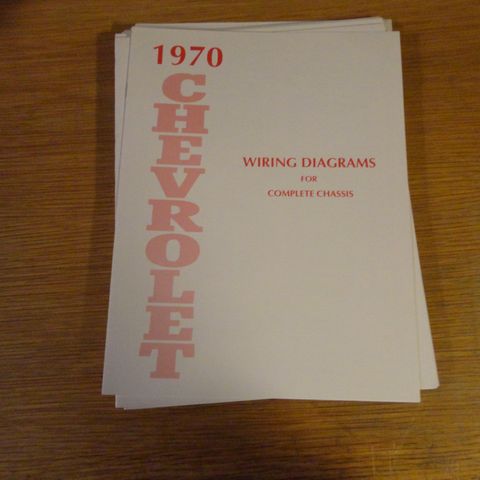 1970
CHEVROLET
WIRING DIAGRAMS
FOR
COMPLETE CHASSIS